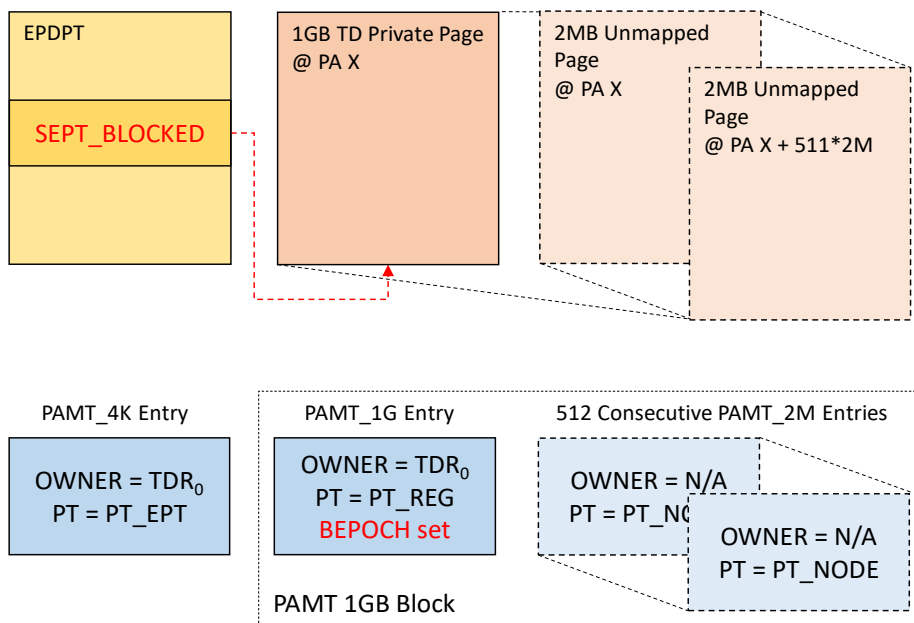 EPDPT
SEPT_BLOCKED
1GB TD Private Page
@ PA X
2MB Unmapped
Page
@ PA X
2MB Unmapped
Page
@ PA X + 511*2M
PAMT_4K Entry
OWNER = TDR₀
PT = PT_EPT
PAMT_1G Entry
OWNER = TDR₀
PT = PT_REG
BEPOCH set
512 Consecutive PAMT_2M Entries
OWNER = N/A
PT =
OWNER = N/A
PT = PT_NODE
PAMT 1GB Block